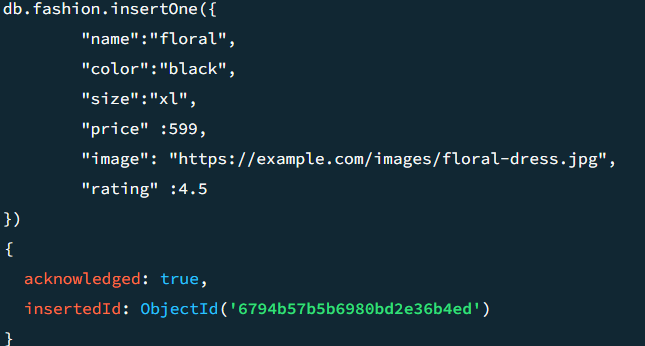 db.fashion.insertOne({
"name":"floral",
"color":"black",
"size":"xl",
"price" :599,
"image": "https://example.com/images/floral-dress.jpg",
"rating" :4.5
})
{
acknowledged: true,
insertedId: ObjectId('6794b57b5b6980bd2e36b4ed')
}